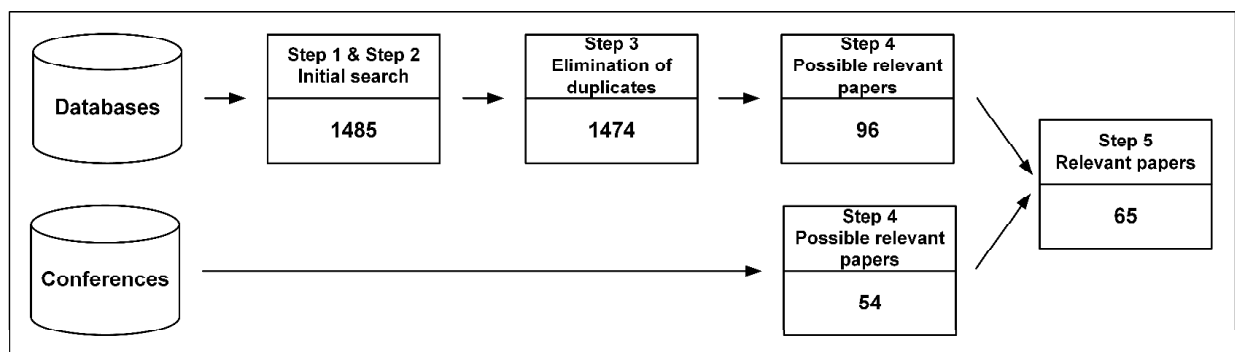 Databases
Step 1 & Step 2
Initial search
1485
Step 3
Elimination of
duplicates
1474
Step 4
Possible relevant
papers
96
Step 5
Relevant papers
65
Conferences
Step 4
Possible relevant
papers
54